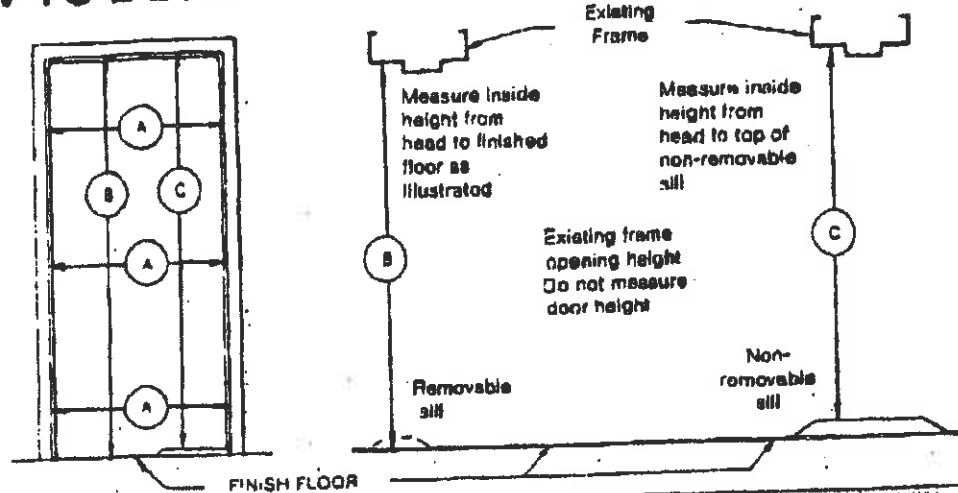 Existing
Frame
Measure inside
height from
head to finished
floor as
illustrated
Measure inside
height from
head to top of
non-removable
sill
A
B
C
A
A
B
C
Existing frame
opening height
Do not measure
door height
Removable
sill
Non-
removable
sill
FINISH FLOOR